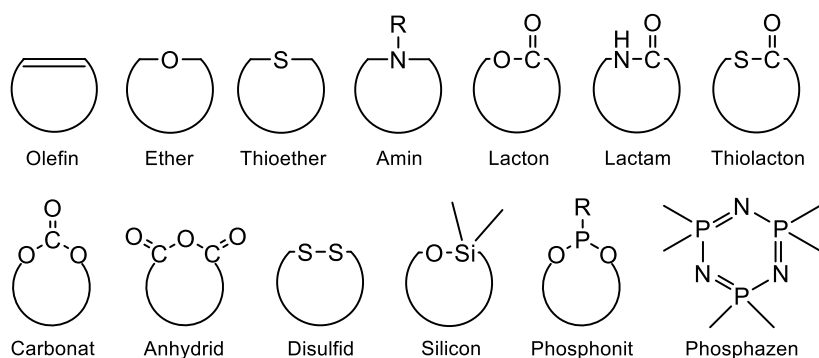 R
O
S
N
O
O
C
H
N
O
C
S
O
C
Olefin
Ether
Thioether
Amin
Lacton
Lactam
Thiolacton
O
C
O
O
O
C
O
C
O
S-S
O-Si
R
P
O
O
P
N
P
N
P
N
Carbonat
Anhydrid
Disulfid
Silicon
Phosphonit
Phosphazen